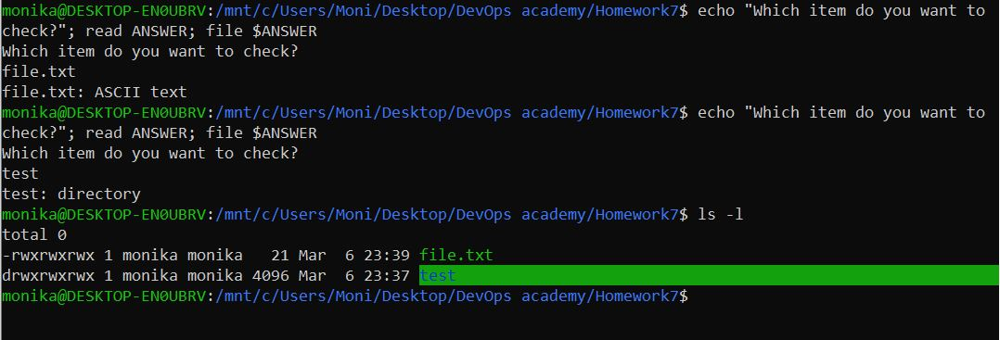 monika@DESKTOP-EN0UBRV:/mnt/c/Users/Moni/Desktop/DevOps academy/Homework7$ echo "Which item do you want to
check?"; read ANSWER; file $ANSWER
Which item do you want to check?
file.txt
file.txt: ASCII text
monika@DESKTOP-EN0UBRV:/mnt/c/Users/Moni/Desktop/DevOps academy/Homework7$ echo "Which item do you want to
check?"; read ANSWER; file $ANSWER
Which item do you want to check?
test
test: directory
monika@DESKTOP-EN0UBRV:/mnt/c/Users/Moni/Desktop/DevOps academy/Homework7$ ls -l
total 0
-rwxrwxrwx 1 monika monika   21 Mar  6 23:39 file.txt
drwxrwxrwx 1 monika monika 4096 Mar  6 23:37 test
monika@DESKTOP-EN0UBRV:/mnt/c/Users/Moni/Desktop/DevOps academy/Homework7$